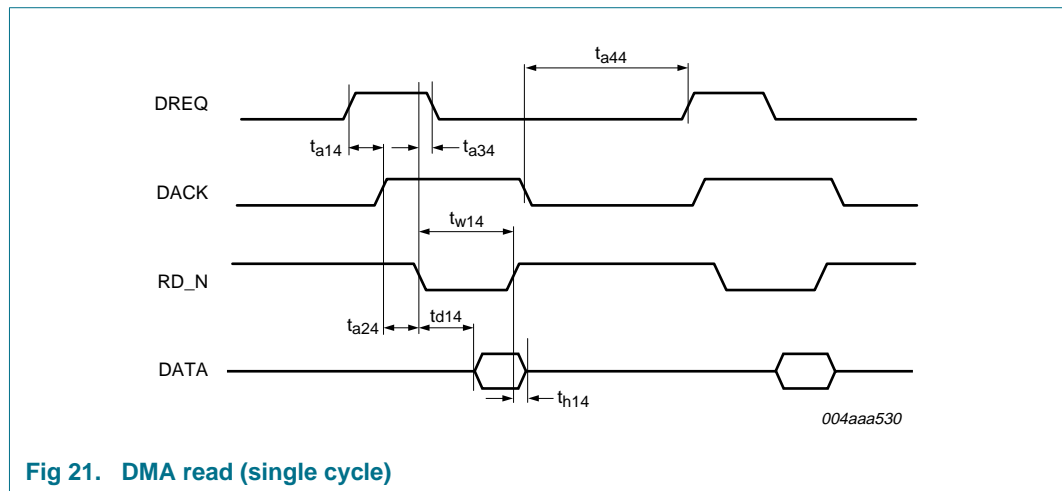 t_a44
DREQ
t_a14
t_a34
DACK
t_w14
RD_N
t_a24
td14
DATA
t_h14
004aaa530
Fig 21. DMA read (single cycle)